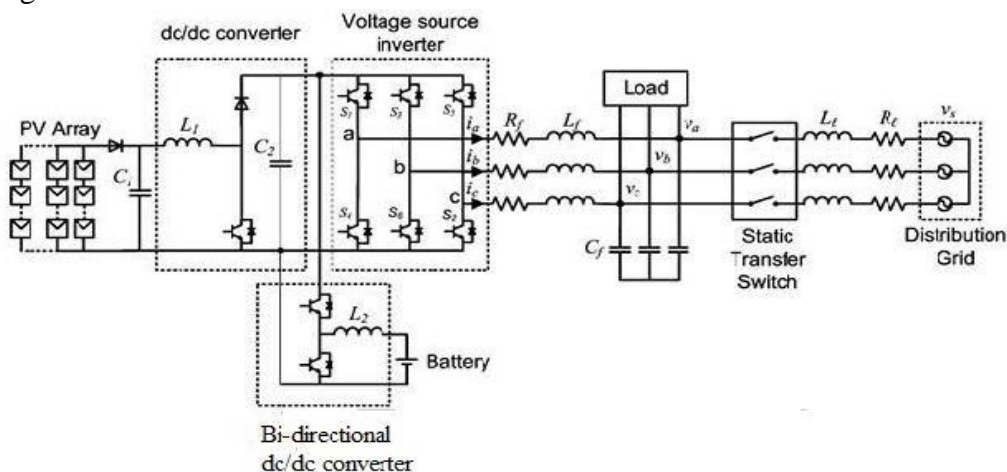 dc/dc converter
Voltage source
inverter
PV Array
L1
C1
C2
S1
S3
S5
a
b
c
S4
S6
S2
ia
ib
ic
Rf
Lf
Load
va
vb
vc
Cf
Static
Transfer
Switch
Lℓ
Rℓ
vs
Distribution
Grid
L2
Battery
Bi-directional
dc/dc converter